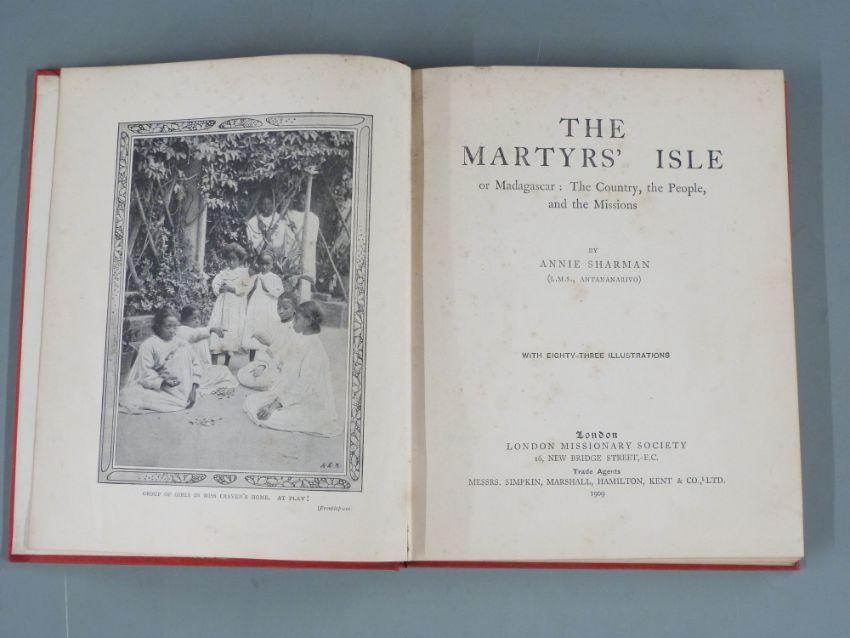 GROUP OF GIRLS IN MISS CRAVEN'S HOME. AT PLAY!
[Frontispiece]
THE
MARTYRS' ISLE
or Madagascar: The Country, the People,
and the Missions
BY
ANNIE SHARMAN
(L.M.S., ANTANANARIVO)
WITH EIGHTY-THREE ILLUSTRATIONS
London
LONDON MISSIONARY SOCIETY
16, NEW BRIDGE STREET, E.C.
Trade Agents
MESSRS. SIMPKIN, MARSHALL, HAMILTON, KENT & CO., LTD.
1909